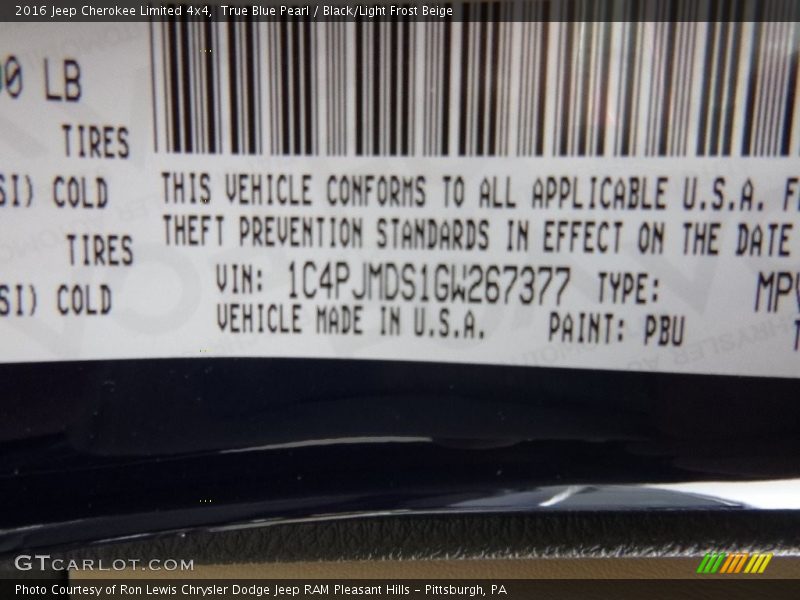 2016 Jeep Cherokee Limited 4x4, True Blue Pearl / Black/Light Frost Beige
0 LB
TIRES
SI) COLD
TIRES
SI) COLD
THIS VEHICLE CONFORMS TO ALL APPLICABLE U.S.A. F
THEFT PREVENTION STANDARDS IN EFFECT ON THE DATE
VIN: 1C4PJMDS1GW267377 TYPE: MPV
VEHICLE MADE IN U.S.A. PAINT: PBU
GTCARLOT.COM
Photo Courtesy of Ron Lewis Chrysler Dodge Jeep RAM Pleasant Hills - Pittsburgh, PA